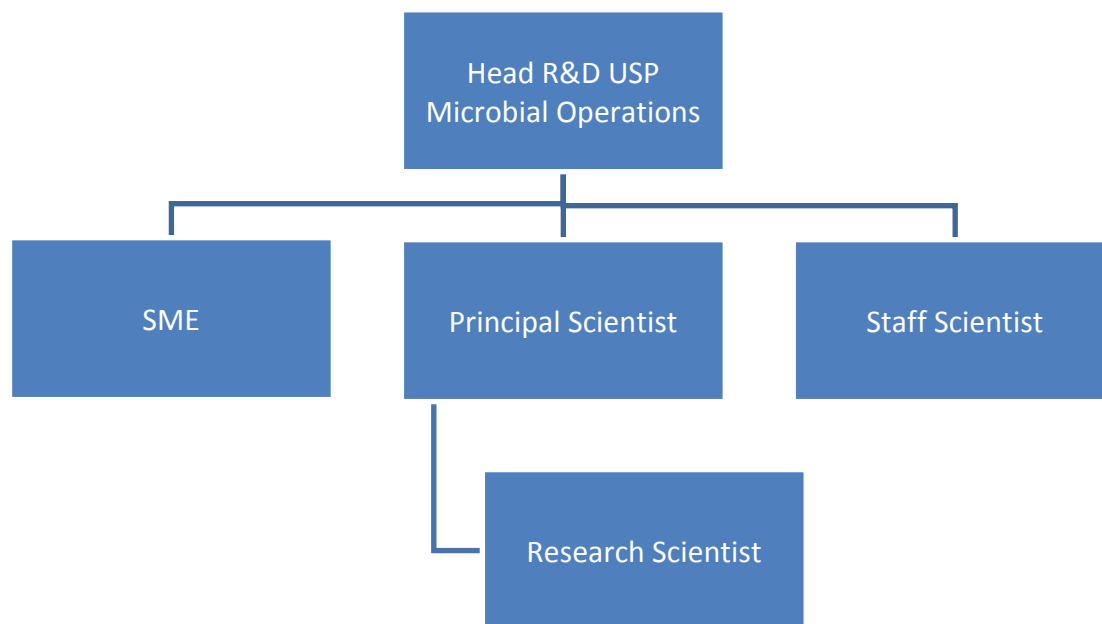 Head R&D USP
Microbial Operations
SME
Principal Scientist
Staff Scientist
Research Scientist